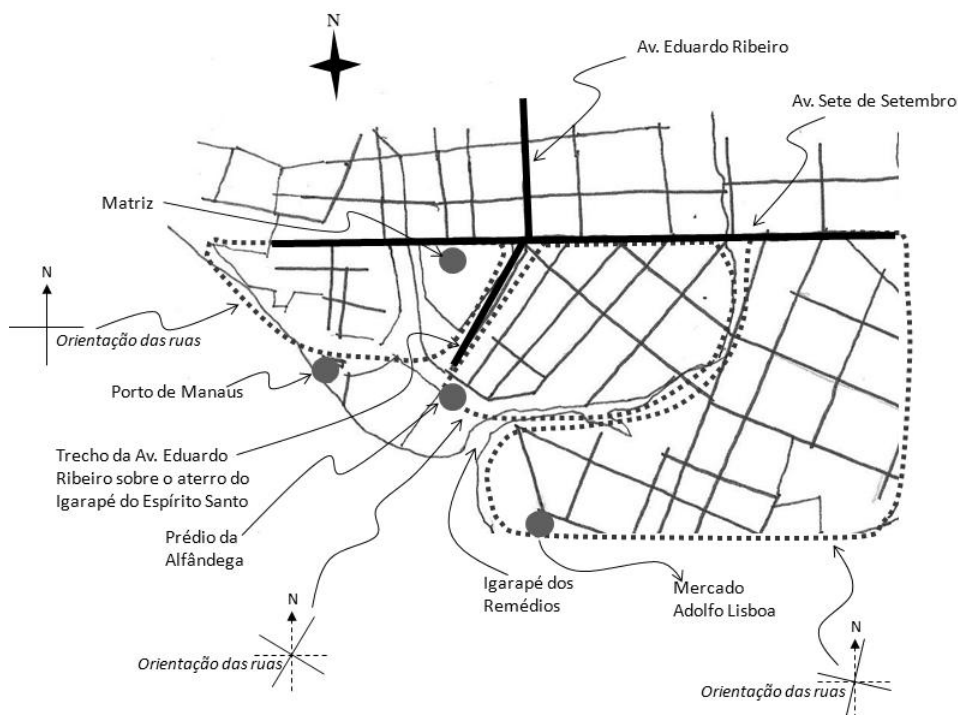 N
Av. Eduardo Ribeiro
Av. Sete de Setembro
Matriz
N
Orientação das ruas
Porto de Manaus
Trecho da Av. Eduardo
Ribeiro sobre o aterro do
Igarapé do Espírito Santo
Prédio da
Alfândega
Igarapé dos
Remédios
Mercado
Adolfo Lisboa
N
Orientação das ruas
N
Orientação das ruas